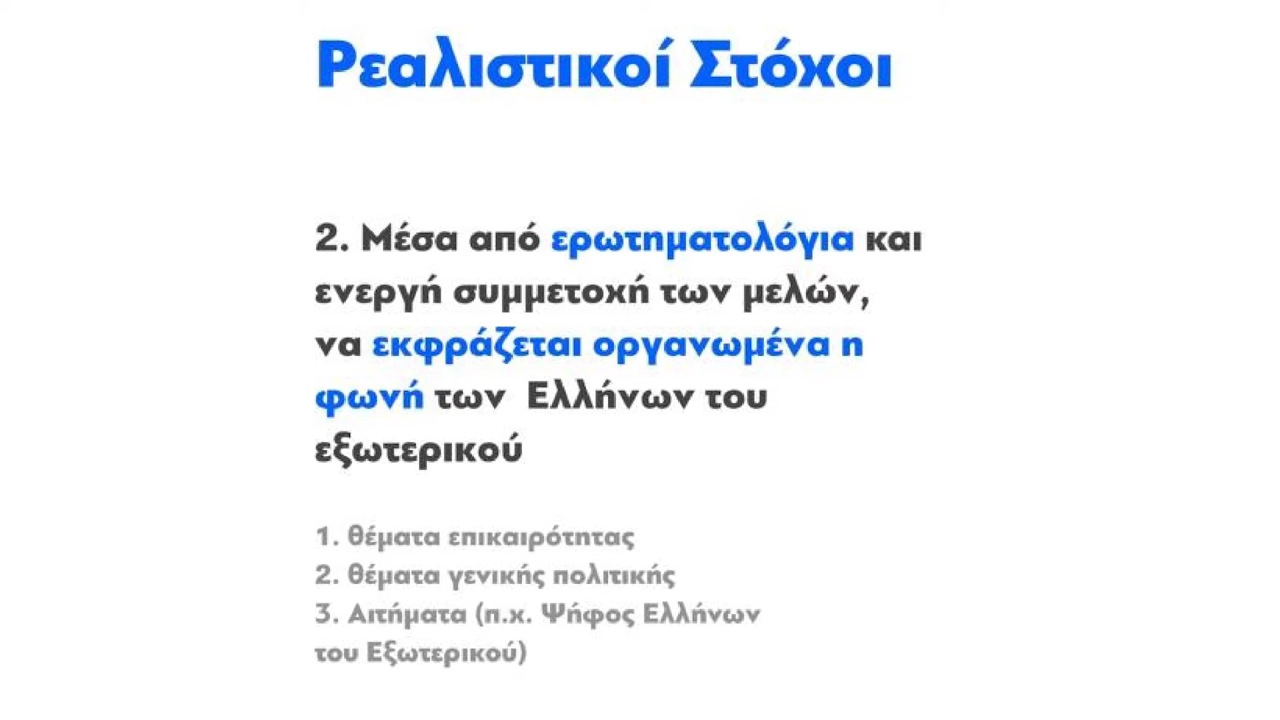 Ρεαλιστικοί Στόχοι
2. Μέσα από ερωτηματολόγια και
ενεργή συμμετοχή των μελών,
να εκφράζεται οργανωμένα η
φωνή των Ελλήνων του
εξωτερικού
1. θέματα επικαιρότητας
2. θέματα γενικής πολιτικής
3. Αιτήματα (π.χ. Ψήφος Ελλήνων
του Εξωτερικού)